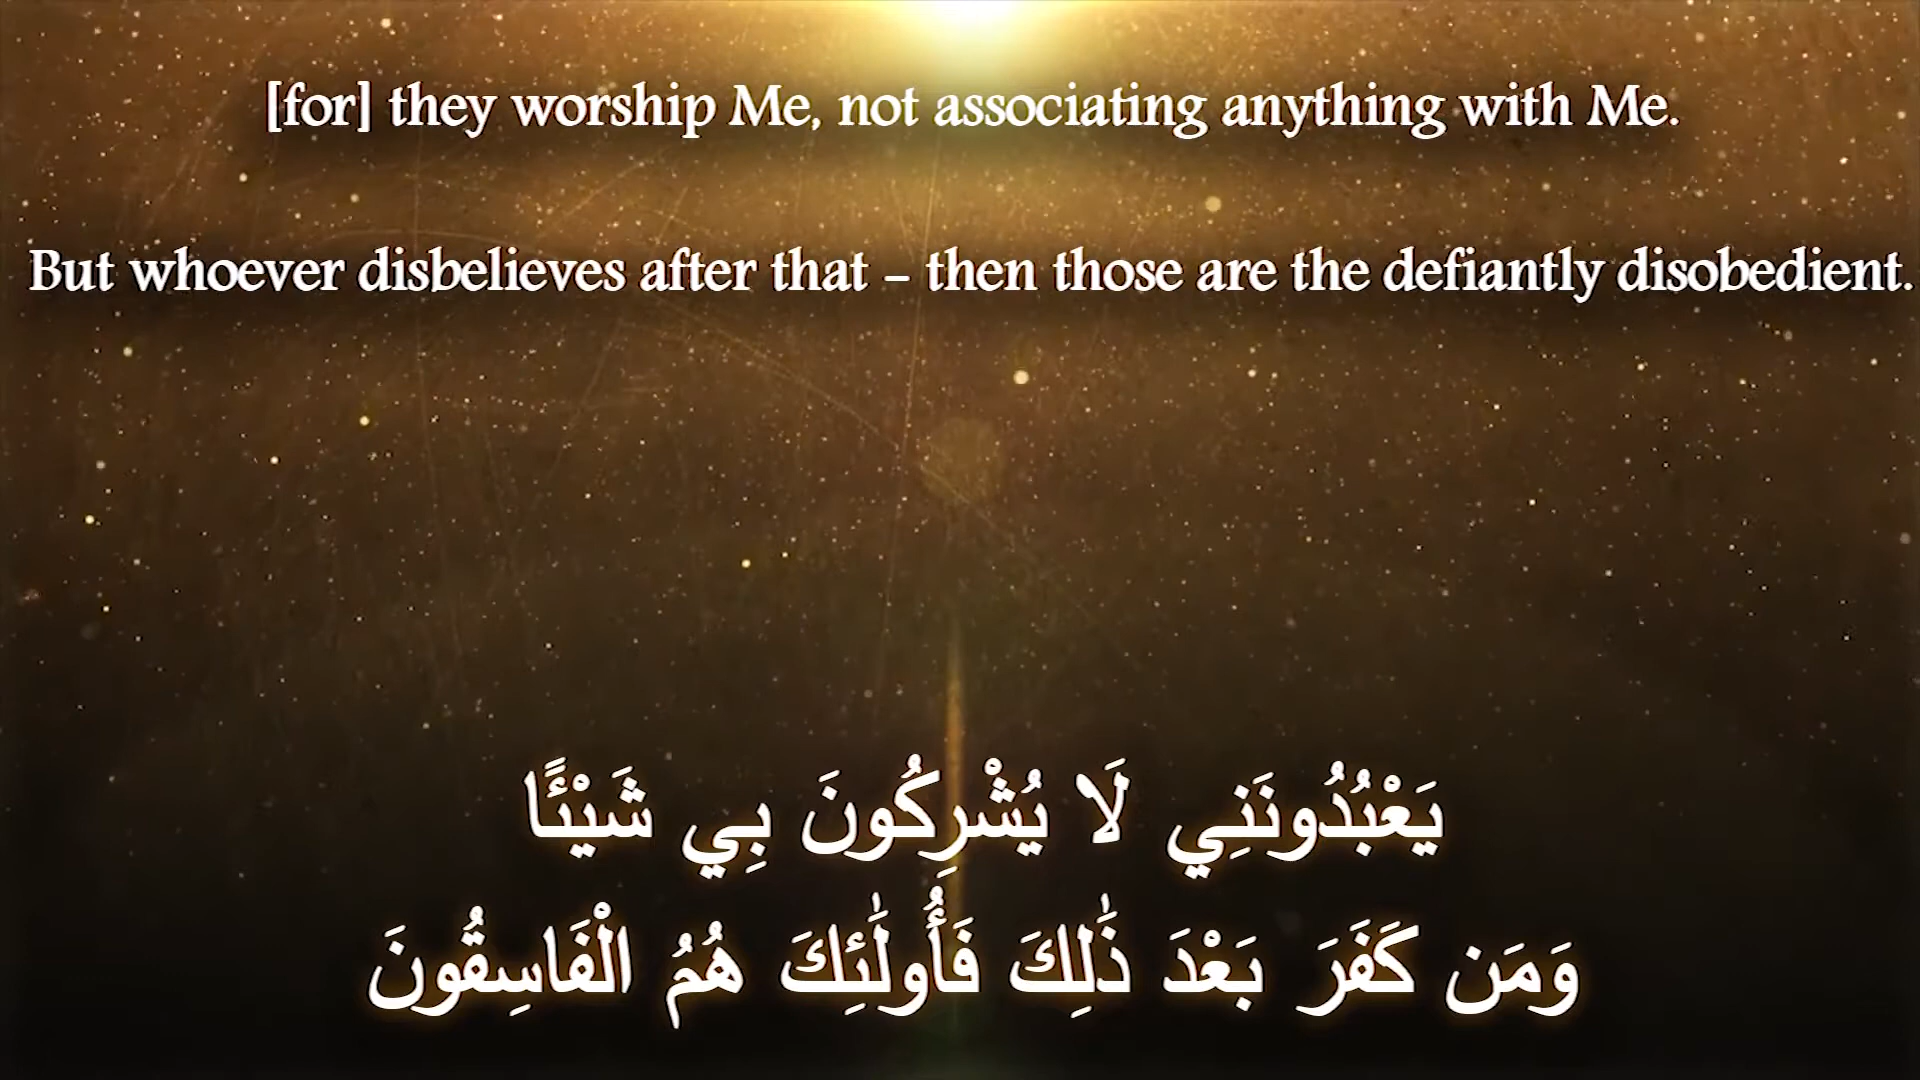 [for] they worship Me, not associating anything with Me.
But whoever disbelieves after that – then those are the defiantly disobedient.
يَعْبُدُونَنِي لَا يُشْرِكُونَ بِي شَيْئًا
وَمَن كَفَرَ بَعْدَ ذَٰلِكَ فَأُولَٰئِكَ هُمُ الْفَاسِقُونَ